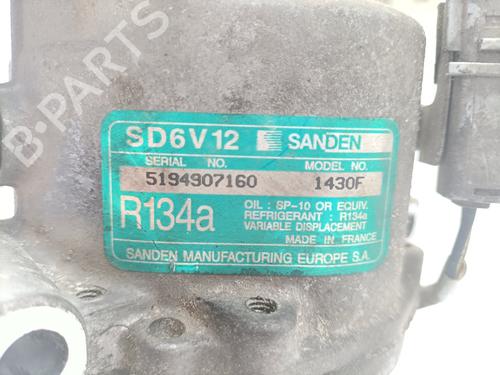 B-PARTS
SD6V12 SANDEN
SERIAL NO. MODEL NO.
5194907160 1430F
R134a
OIL : SP-10 OR EQUIV.
REFRIGERANT : R134a
VARIABLE DISPLACEMENT
MADE IN FRANCE
SANDEN MANUFACTURING EUROPE S.A.